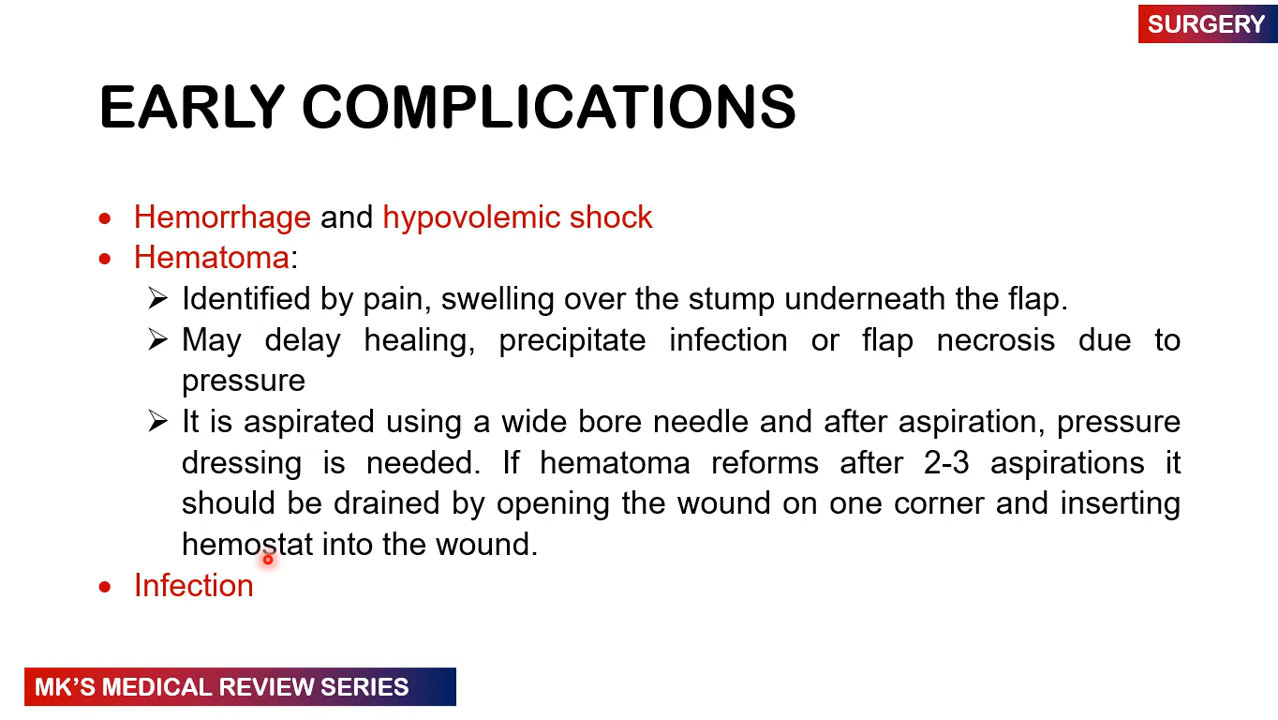 SURGERY
EARLY COMPLICATIONS
• Hemorrhage and hypovolemic shock
• Hematoma:
➢ Identified by pain, swelling over the stump underneath the flap.
➢ May delay healing, precipitate infection or flap necrosis due to
pressure
➢ It is aspirated using a wide bore needle and after aspiration, pressure
dressing is needed. If hematoma reforms after 2-3 aspirations it
should be drained by opening the wound on one corner and inserting
hemostat into the wound.
• Infection
MK’S MEDICAL REVIEW SERIES